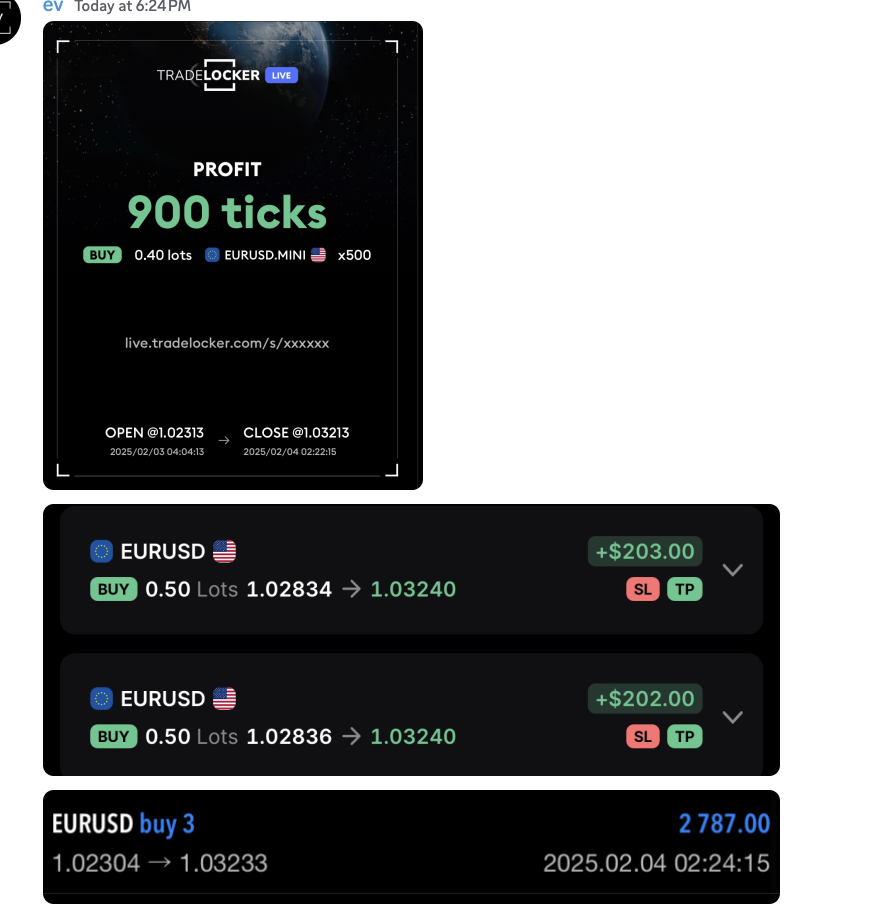 ev Today at 6:24 PM
TRADELOCKER LIVE
PROFIT
900 ticks
BUY 0.40 lots EURUSD.MINI x500
live.tradelocker.com/s/xxxxxx
OPEN @1.02313 → CLOSE @1.03213
2025/02/03 04:04:13 2025/02/04 02:22:15
EURUSD +$203.00
BUY 0.50 Lots 1.02834 → 1.03240 SL TP
EURUSD +$202.00
BUY 0.50 Lots 1.02836 → 1.03240 SL TP
EURUSD buy 3 2 787.00
1.02304 → 1.03233 2025.02.04 02:24:15